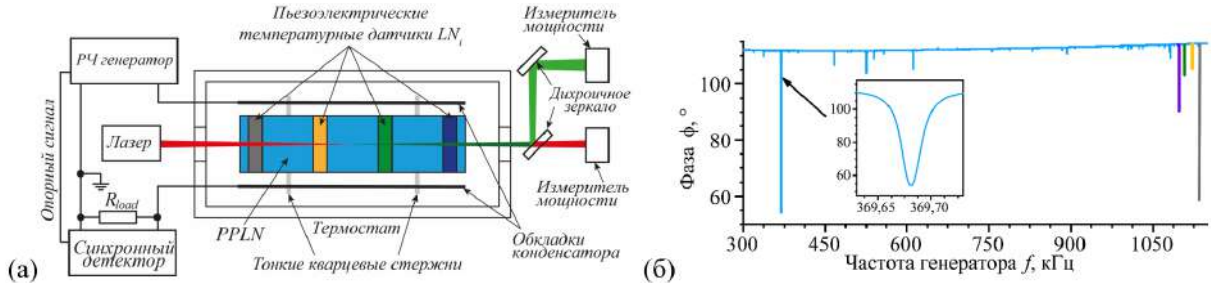 Пьезоэлектрические
температурные датчики LNᵢ
РЧ генератор
Лазер
Опорный сигнал
R_load
Синхронный
детектор
PPLN
Термостат
Тонкие кварцевые стержни
Обкладки
конденсатора
Измеритель
мощности
Дихроичное
зеркало
Измеритель
мощности
(а)
Фаза ϕ, °
100
80
60
100
80
60
369,65 369,70
300 450 600 750 900 1050
Частота генератора f, кГц
(б)